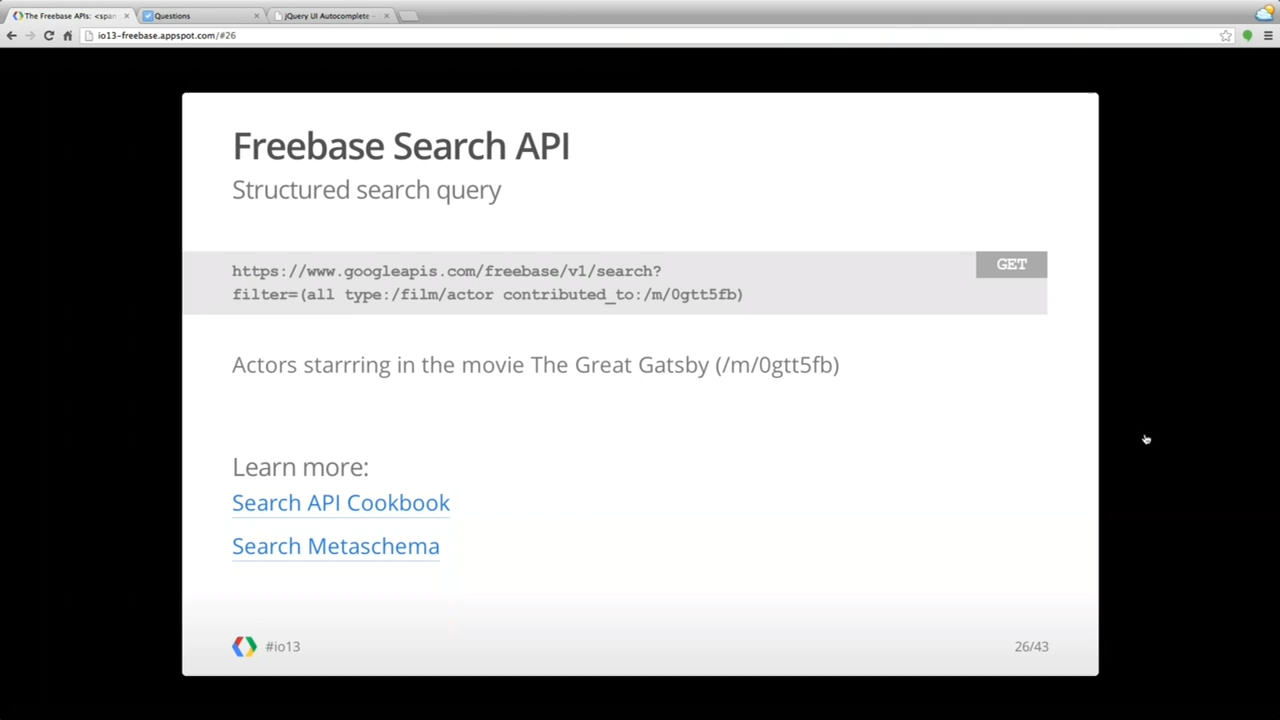 The Freebase APIs: <span
Questions
jQuery UI Autocomplete -
io13-freebase.appspot.com/#26
Freebase Search API
Structured search query
https://www.googleapis.com/freebase/v1/search?
GET
filter=(all type:/film/actor contributed_to:/m/0gtt5fb)
Actors starrring in the movie The Great Gatsby (/m/0gtt5fb)
Learn more:
Search API Cookbook
Search Metaschema
#io13
26/43